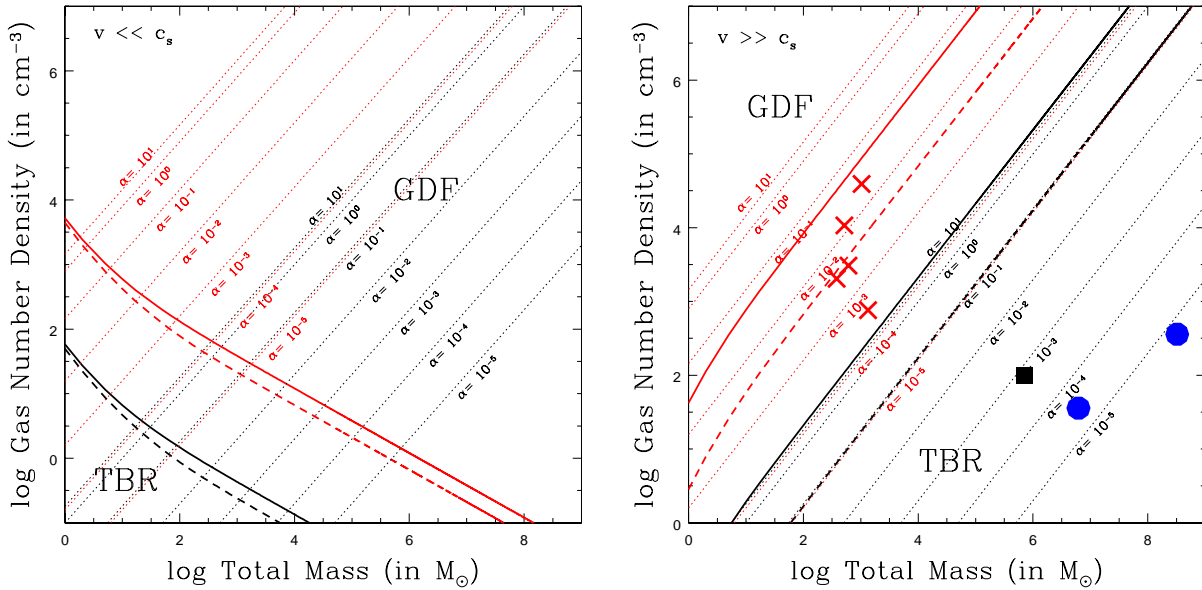 v << cₛ
GDF
TBR
α= 10¹
α= 10⁰
α= 10⁻¹
α= 10⁻²
α= 10⁻³
α= 10⁻⁴
α= 10⁻⁵
α= 10¹
α= 10⁰
α= 10⁻¹
α= 10⁻²
α= 10⁻³
α= 10⁻⁴
α= 10⁻⁵
6
4
2
0
0 2 4 6 8
log Gas Number Density (in cm⁻³)
log Total Mass (in M⊙)
v >> cₛ
GDF
TBR
α= 10¹
α= 10⁰
α= 10⁻¹
α= 10⁻²
α= 10⁻³
α= 10⁻⁴
α= 10⁻⁵
α= 10¹
α= 10⁰
α= 10⁻¹
α= 10⁻²
α= 10⁻³
α= 10⁻⁴
α= 10⁻⁵
6
4
2
0
0 2 4 6 8
log Gas Number Density (in cm⁻³)
log Total Mass (in M⊙)